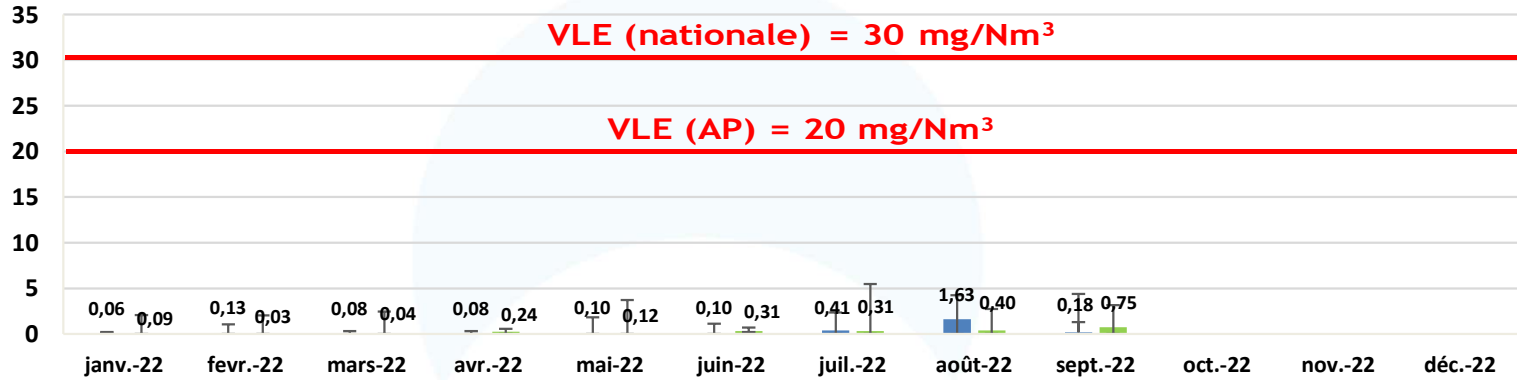 35
VLE (nationale) = 30 mg/Nm³
30
25
VLE (AP) = 20 mg/Nm³
20
15
10
5
0,06 0,09 0,13 0,03 0,08 0,04 0,08 0,24 0,10 0,12 0,10 0,31 0,41 0,31 1,63 0,40 0,18 0,75
0
janv.-22 fevr.-22 mars-22 avr.-22 mai-22 juin-22 juil.-22 août-22 sept.-22 oct.-22 nov.-22 déc.-22